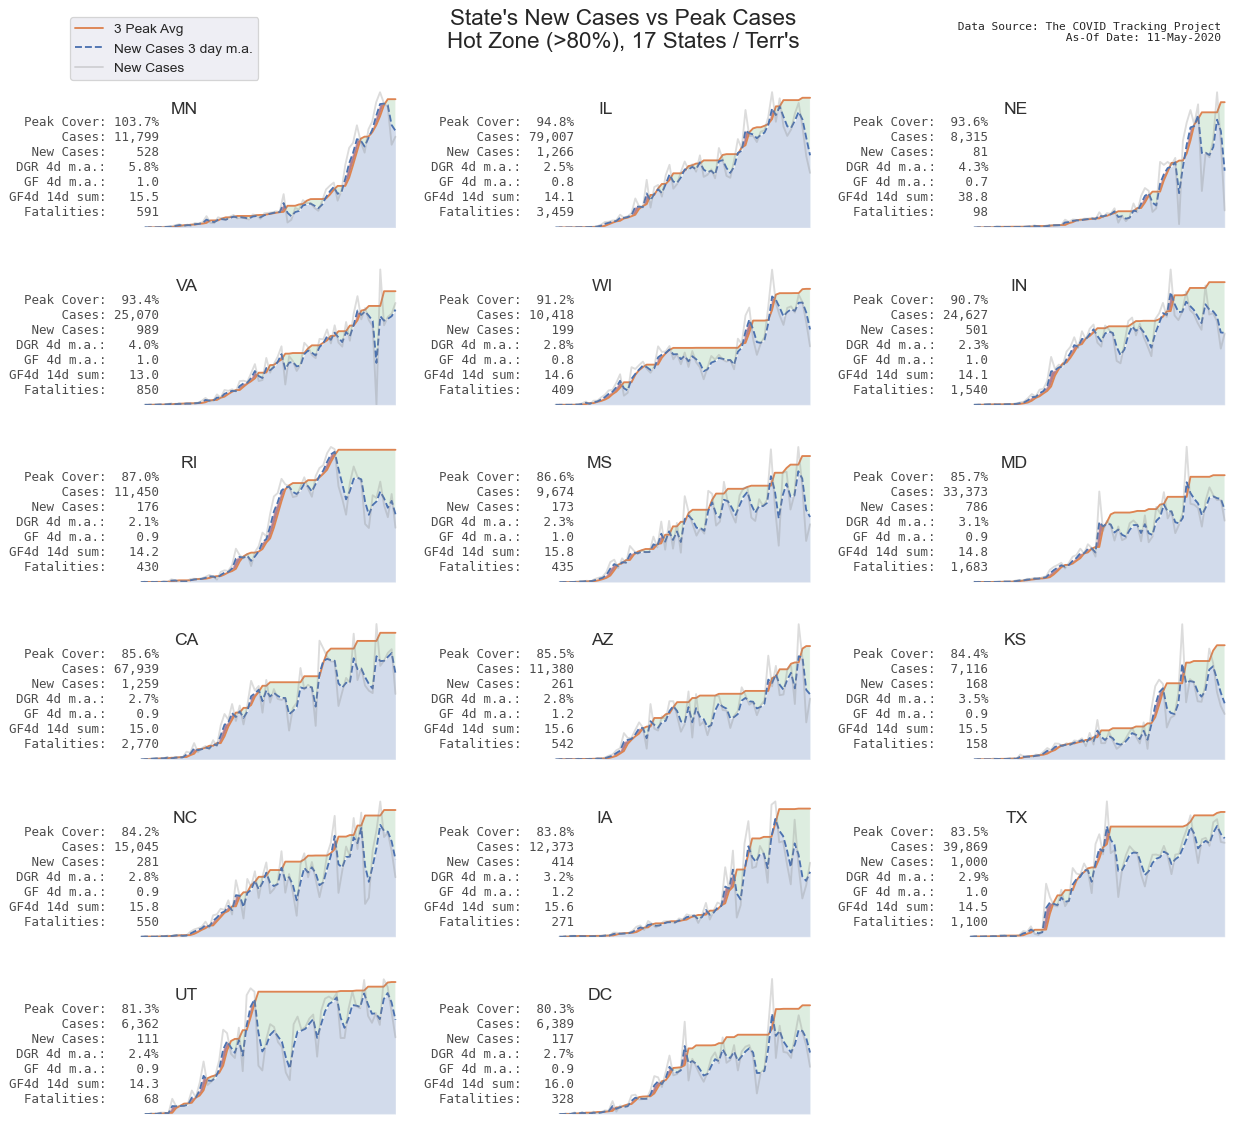 State's New Cases vs Peak Cases
Hot Zone (>80%), 17 States / Terr's
3 Peak Avg
New Cases 3 day m.a.
New Cases
Data Source: The COVID Tracking Project
As-Of Date: 11-May-2020
MN
Peak Cover: 103.7%
Cases: 11,799
New Cases: 528
DGR 4d m.a.: 5.8%
GF 4d m.a.: 1.0
GF4d 14d sum: 15.5
Fatalities: 591
IL
Peak Cover: 94.8%
Cases: 79,007
New Cases: 1,266
DGR 4d m.a.: 2.5%
GF 4d m.a.: 0.8
GF4d 14d sum: 14.1
Fatalities: 3,459
NE
Peak Cover: 93.6%
Cases: 8,315
New Cases: 81
DGR 4d m.a.: 4.3%
GF 4d m.a.: 0.7
GF4d 14d sum: 38.8
Fatalities: 98
VA
Peak Cover: 93.4%
Cases: 25,070
New Cases: 989
DGR 4d m.a.: 4.0%
GF 4d m.a.: 1.0
GF4d 14d sum: 13.0
Fatalities: 850
WI
Peak Cover: 91.2%
Cases: 10,418
New Cases: 199
DGR 4d m.a.: 2.8%
GF 4d m.a.: 0.8
GF4d 14d sum: 14.6
Fatalities: 409
IN
Peak Cover: 90.7%
Cases: 24,627
New Cases: 501
DGR 4d m.a.: 2.3%
GF 4d m.a.: 1.0
GF4d 14d sum: 14.1
Fatalities: 1,540
RI
Peak Cover: 87.0%
Cases: 11,450
New Cases: 176
DGR 4d m.a.: 2.1%
GF 4d m.a.: 0.9
GF4d 14d sum: 14.2
Fatalities: 430
MS
Peak Cover: 86.6%
Cases: 9,674
New Cases: 173
DGR 4d m.a.: 2.3%
GF 4d m.a.: 1.0
GF4d 14d sum: 15.8
Fatalities: 435
MD
Peak Cover: 85.7%
Cases: 33,373
New Cases: 786
DGR 4d m.a.: 3.1%
GF 4d m.a.: 0.9
GF4d 14d sum: 14.8
Fatalities: 1,683
CA
Peak Cover: 85.6%
Cases: 67,939
New Cases: 1,259
DGR 4d m.a.: 2.7%
GF 4d m.a.: 0.9
GF4d 14d sum: 15.0
Fatalities: 2,770
AZ
Peak Cover: 85.5%
Cases: 11,380
New Cases: 261
DGR 4d m.a.: 2.8%
GF 4d m.a.: 1.2
GF4d 14d sum: 15.6
Fatalities: 542
KS
Peak Cover: 84.4%
Cases: 7,116
New Cases: 168
DGR 4d m.a.: 3.5%
GF 4d m.a.: 0.9
GF4d 14d sum: 15.5
Fatalities: 158
NC
Peak Cover: 84.2%
Cases: 15,045
New Cases: 281
DGR 4d m.a.: 2.8%
GF 4d m.a.: 0.9
GF4d 14d sum: 15.8
Fatalities: 550
IA
Peak Cover: 83.8%
Cases: 12,373
New Cases: 414
DGR 4d m.a.: 3.2%
GF 4d m.a.: 1.2
GF4d 14d sum: 15.6
Fatalities: 271
TX
Peak Cover: 83.5%
Cases: 39,869
New Cases: 1,000
DGR 4d m.a.: 2.9%
GF 4d m.a.: 1.0
GF4d 14d sum: 14.5
Fatalities: 1,100
UT
Peak Cover: 81.3%
Cases: 6,362
New Cases: 111
DGR 4d m.a.: 2.4%
GF 4d m.a.: 0.9
GF4d 14d sum: 14.3
Fatalities: 68
DC
Peak Cover: 80.3%
Cases: 6,389
New Cases: 117
DGR 4d m.a.: 2.7%
GF 4d m.a.: 0.9
GF4d 14d sum: 16.0
Fatalities: 328